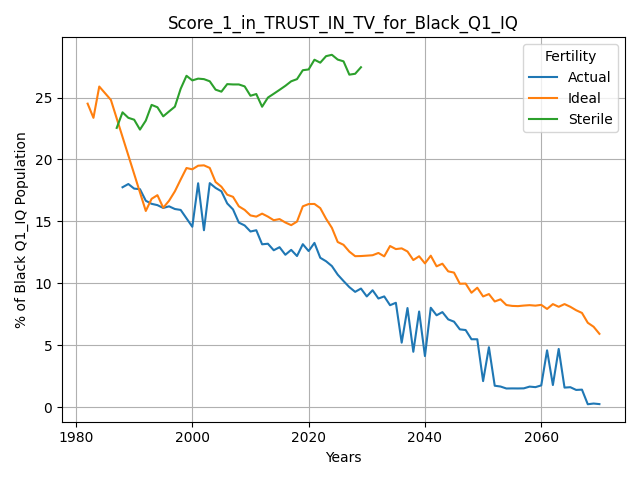 Score_1_in_TRUST_IN_TV_for_Black_Q1_IQ
Fertility
Actual
Ideal
Sterile
% of Black Q1_IQ Population
25
20
15
10
5
0
1980
2000
2020
2040
2060
Years